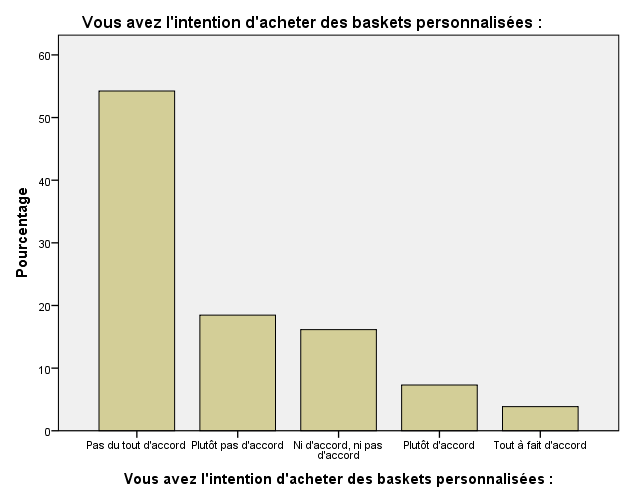 Vous avez l'intention d'acheter des baskets personnalisées :
Pourcentage
60
50
40
30
20
10
0
Pas du tout d'accord
Plutôt pas d'accord
Ni d'accord, ni pas
d'accord
Plutôt d'accord
Tout à fait d'accord
Vous avez l'intention d'acheter des baskets personnalisées :